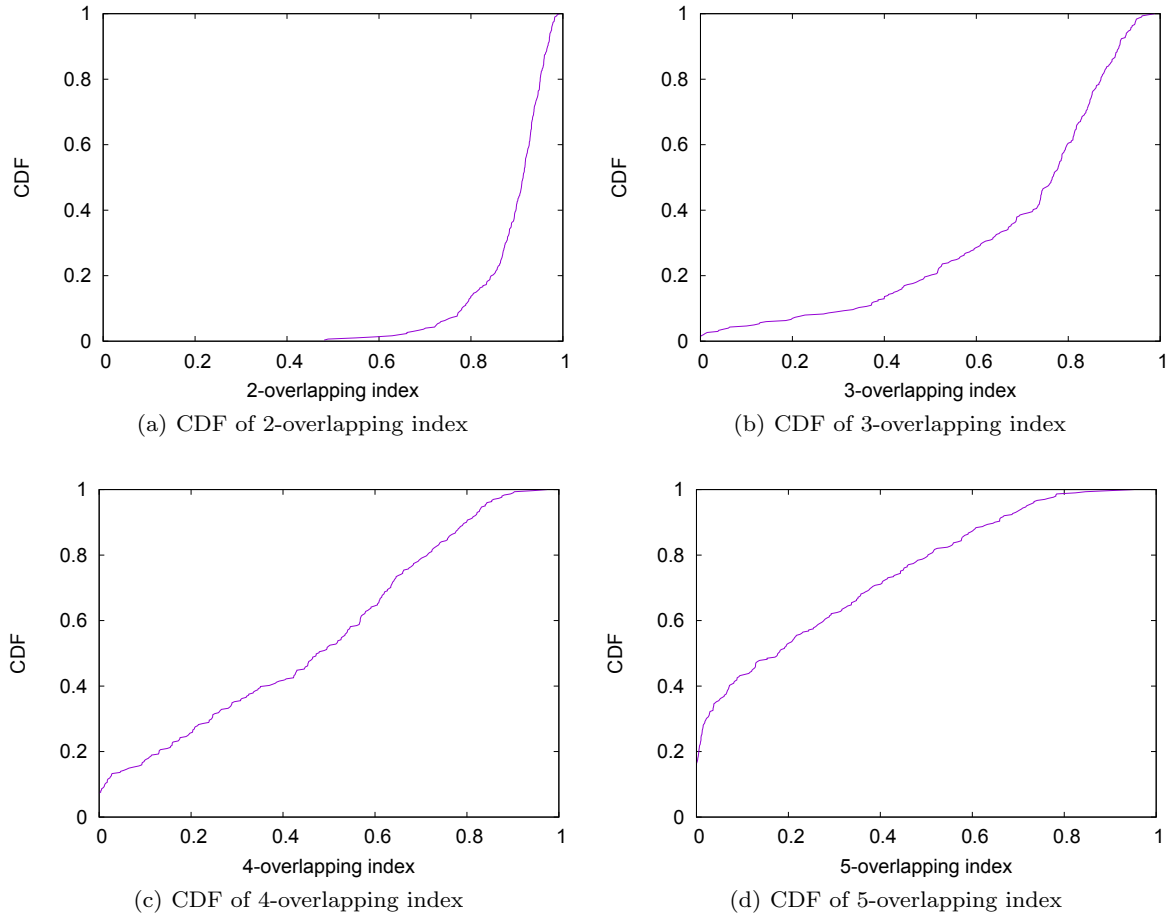 1
0.8
0.6
0.4
0.2
0
CDF
0 0.2 0.4 0.6 0.8 1
2-overlapping index
(a) CDF of 2-overlapping index
1
0.8
0.6
0.4
0.2
0
CDF
0 0.2 0.4 0.6 0.8 1
3-overlapping index
(b) CDF of 3-overlapping index
1
0.8
0.6
0.4
0.2
0
CDF
0 0.2 0.4 0.6 0.8 1
4-overlapping index
(c) CDF of 4-overlapping index
1
0.8
0.6
0.4
0.2
0
CDF
0 0.2 0.4 0.6 0.8 1
5-overlapping index
(d) CDF of 5-overlapping index